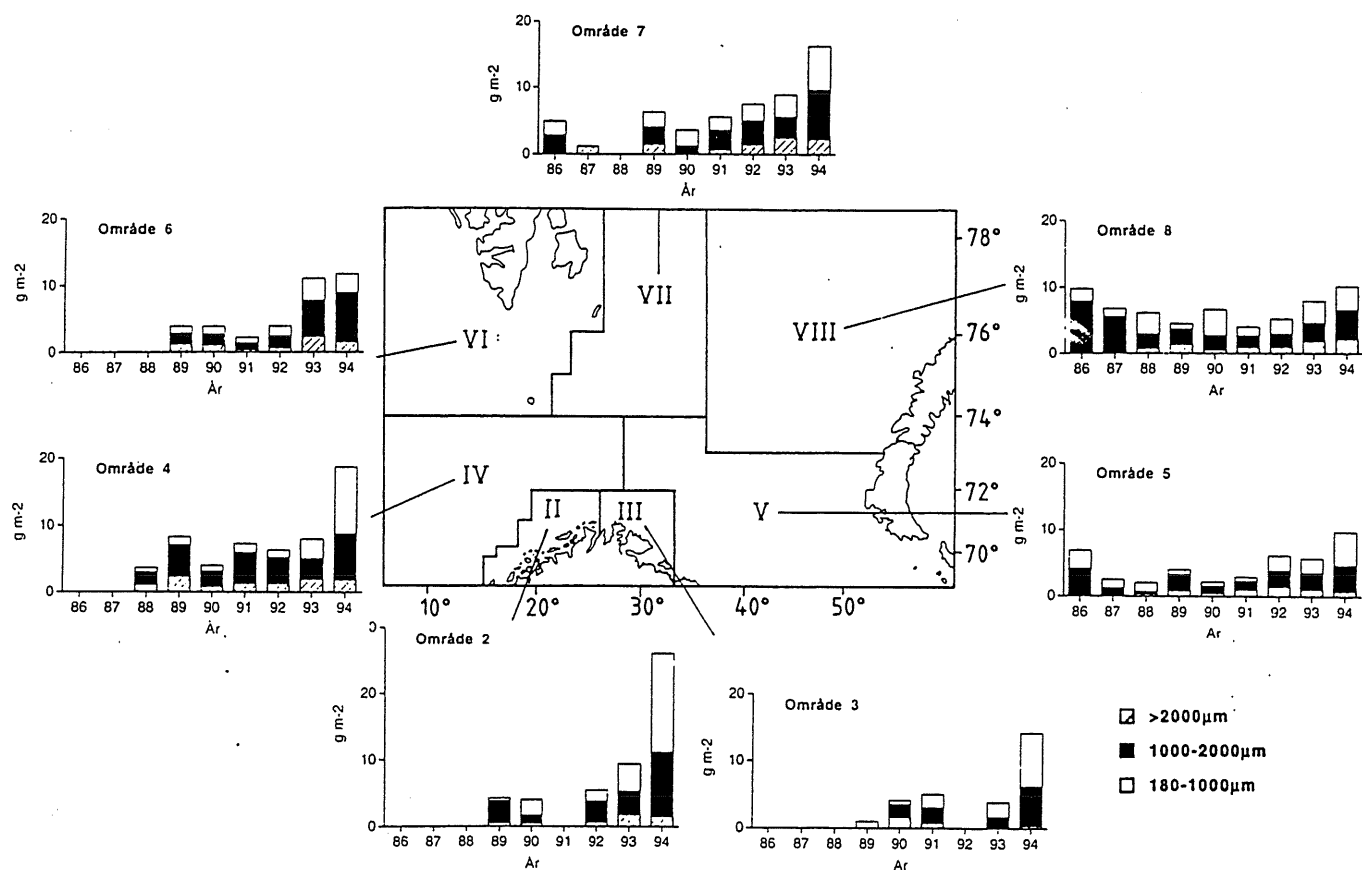 Område 7
g m-2
20
10
0
86 87 88 89 90 91 92 93 94
År
Område 6
g m-2
20
10
0
86 87 88 89 90 91 92 93 94
År
Område 8
g m-2
20
10
0
86 87 88 89 90 91 92 93 94
År
Område 4
g m-2
20
10
0
86 87 88 89 90 91 92 93 94
År
Område 5
g m-2
20
10
0
86 87 88 89 90 91 92 93 94
Ar
VI
VII
VIII
IV
II
III
V
78°
76°
74°
72°
70°
10° 20° 30° 40° 50°
Område 2
g m-2
20
10
0
86 87 88 89 90 91 92 93 94
Ar
Område 3
g m-2
20
10
0
86 87 88 89 90 91 92 93 94
År
>2000µm
1000-2000µm
180-1000µm